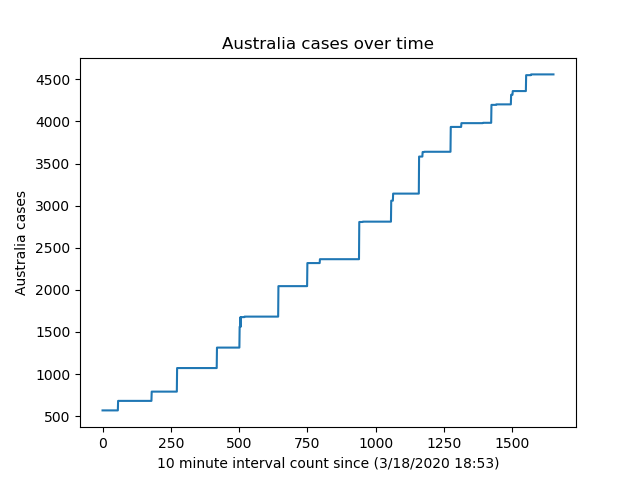 Australia cases over time
4500
4000
3500
3000
2500
2000
1500
1000
500
Australia cases
0 250 500 750 1000 1250 1500
10 minute interval count since (3/18/2020 18:53)